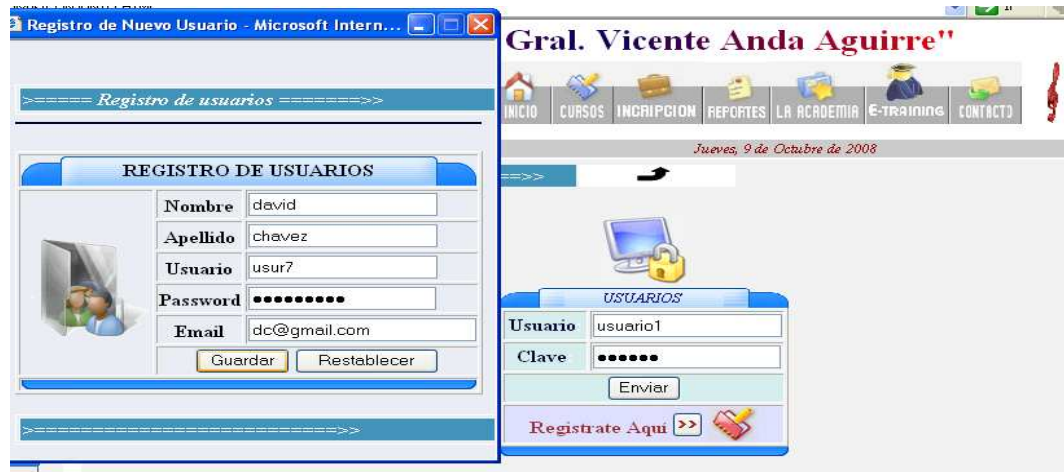 Registro de Nuevo Usuario - Microsoft Intern...
>===== Registro de usuarios =======>>
REGISTRO DE USUARIOS
Nombre david
Apellido chavez
Usuario usur7
Password •••••••••
Email dc@gmail.com
Guardar Restablecer
>===========================>>
Gral. Vicente Anda Aguirre"
INICIO CURSOS INCRIPCION REPORTES LA ACADEMIA E-TRAINING CONTACTO
Jueves, 9 de Octubre de 2008
==>>
USUARIOS
Usuario usuario1
Clave ••••••
Enviar
Registrate Aquí >>